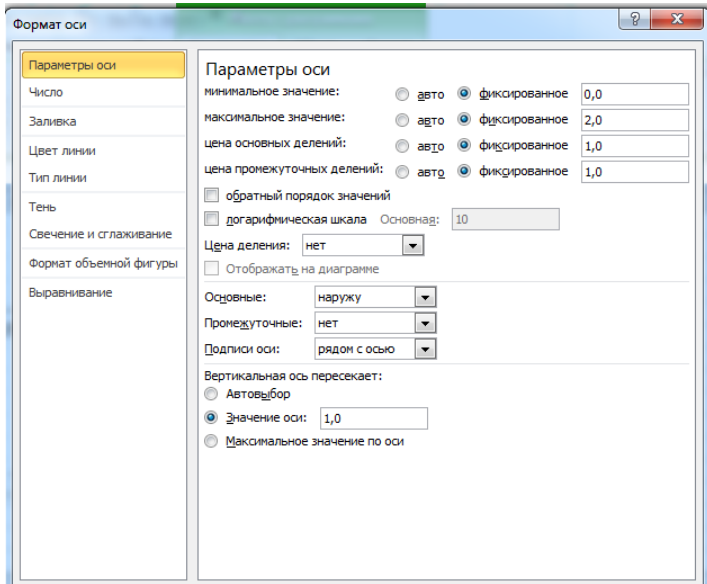 Формат оси
Параметры оси
Число
Заливка
Цвет линии
Тип линии
Тень
Свечение и сглаживание
Формат объемной фигуры
Выравнивание
Параметры оси
минимальное значение: авто фиксированное 0,0
максимальное значение: авто фиксированное 2,0
цена основных делений: авто фиксированное 1,0
цена промежуточных делений: авто фиксированное 1,0
обратный порядок значений
логарифмическая шкала Основная: 10
Цена деления: нет
Отображать на диаграмме
Основные: наружу
Промежуточные: нет
Подписи оси: рядом с осью
Вертикальная ось пересекает:
Автовыбор
Значение оси: 1,0
Максимальное значение по оси